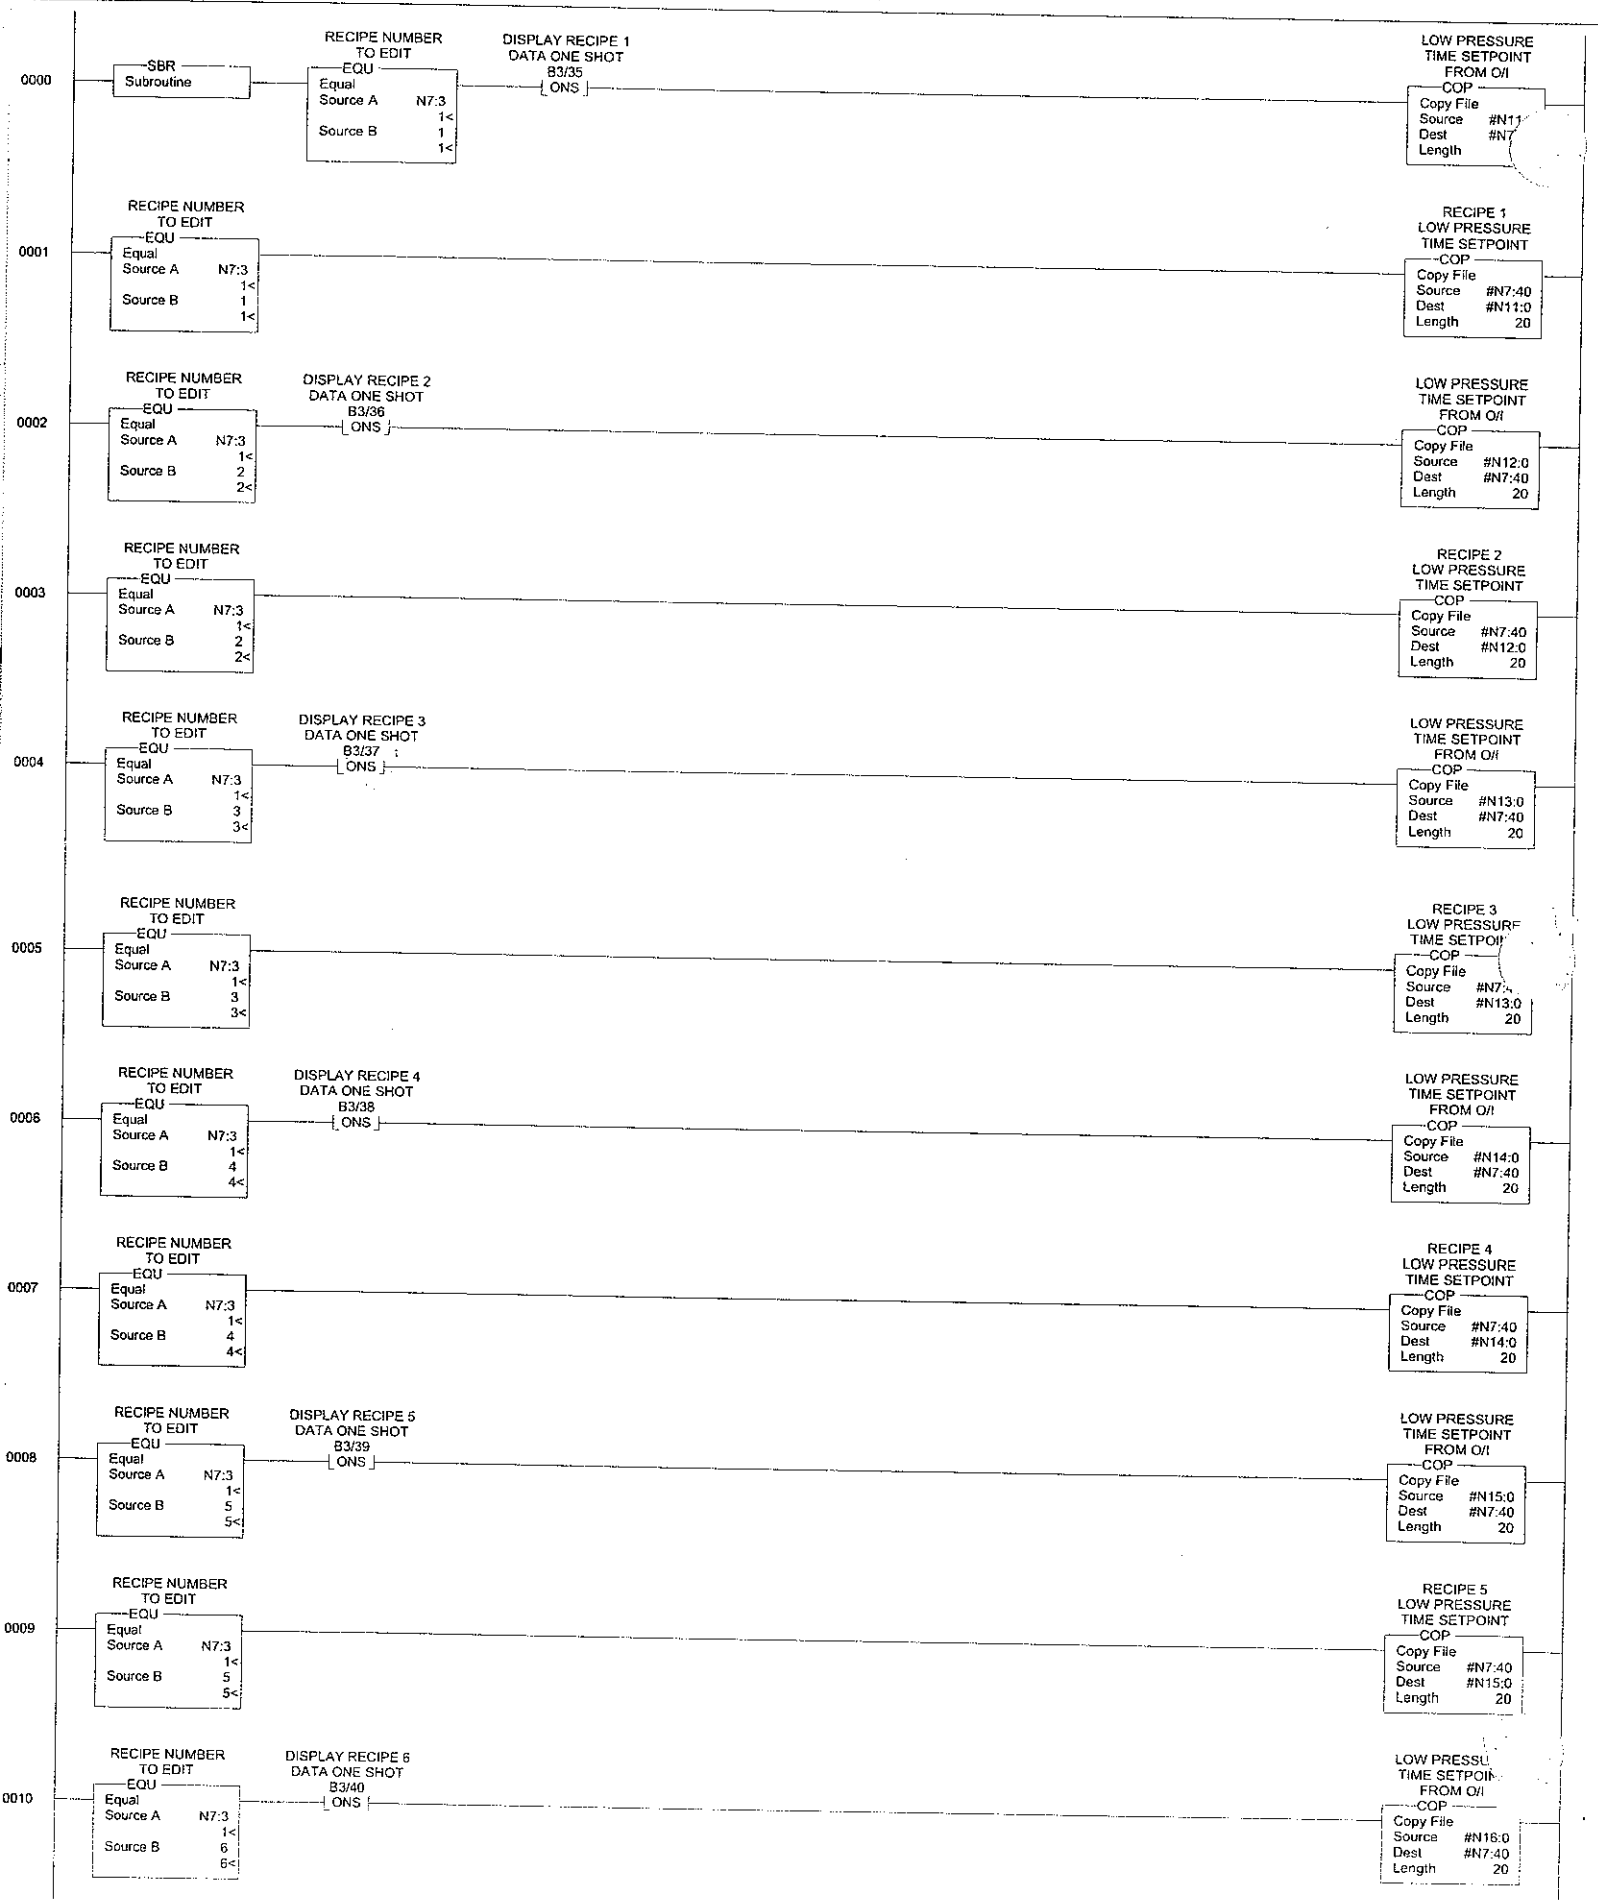 RECIPE NUMBER
TO EDIT
DISPLAY RECIPE 1
DATA ONE SHOT
B3/35
LOW PRESSURE
TIME SETPOINT
FROM O/I
0000
SBR
Subroutine
EQU
Equal
Source A N7:3
1<
Source B 1
1<
ONS
COP
Copy File
Source #N11
Dest #N7
Length
RECIPE NUMBER
TO EDIT
RECIPE 1
LOW PRESSURE
TIME SETPOINT
0001
EQU
Equal
Source A N7:3
1<
Source B 1
1<
COP
Copy File
Source #N7:40
Dest #N11:0
Length 20
RECIPE NUMBER
TO EDIT
DISPLAY RECIPE 2
DATA ONE SHOT
B3/36
LOW PRESSURE
TIME SETPOINT
FROM O/I
0002
EQU
Equal
Source A N7:3
1<
Source B 2
2<
ONS
COP
Copy File
Source #N12:0
Dest #N7:40
Length 20
RECIPE NUMBER
TO EDIT
RECIPE 2
LOW PRESSURE
TIME SETPOINT
0003
EQU
Equal
Source A N7:3
1<
Source B 2
2<
COP
Copy File
Source #N7:40
Dest #N12:0
Length 20
RECIPE NUMBER
TO EDIT
DISPLAY RECIPE 3
DATA ONE SHOT
B3/37
LOW PRESSURE
TIME SETPOINT
FROM O/I
0004
EQU
Equal
Source A N7:3
1<
Source B 3
3<
ONS
COP
Copy File
Source #N13:0
Dest #N7:40
Length 20
RECIPE NUMBER
TO EDIT
RECIPE 3
LOW PRESSURE
TIME
0005
EQU
Equal
Source A N7:3
1<
Source B 3
3<
COP
Copy File
Source
Dest #N13:0
Length 20
RECIPE NUMBER
TO EDIT
DISPLAY RECIPE 4
DATA ONE SHOT
B3/38
LOW PRESSURE
TIME SETPOINT
FROM O/I
0006
EQU
Equal
Source A N7:3
1<
Source B 4
4<
ONS
COP
Copy File
Source #N14:0
Dest #N7:40
Length 20
RECIPE NUMBER
TO EDIT
RECIPE 4
LOW PRESSURE
TIME SETPOINT
0007
EQU
Equal
Source A N7:3
1<
Source B 4
4<
COP
Copy File
Source #N7:40
Dest #N14:0
Length 20
RECIPE NUMBER
TO EDIT
DISPLAY RECIPE 5
DATA ONE SHOT
B3/39
LOW PRESSURE
TIME SETPOINT
FROM O/I
0008
EQU
Equal
Source A N7:3
1<
Source B 5
5<
ONS
COP
Copy File
Source #N15:0
Dest #N7:40
Length 20
RECIPE NUMBER
TO EDIT
RECIPE 5
LOW PRESSURE
TIME SETPOINT
0009
EQU
Equal
Source A N7:3
1<
Source B 5
5<
COP
Copy File
Source #N7:40
Dest #N15:0
Length 20
RECIPE NUMBER
TO EDIT
DISPLAY RECIPE 6
DATA ONE SHOT
B3/40
LOW
TIME
FROM O/I
0010
EQU
Equal
Source A N7:3
1<
Source B 6
6<
ONS
COP
Copy File
Source #N16:0
Dest #N7:40
Length 20